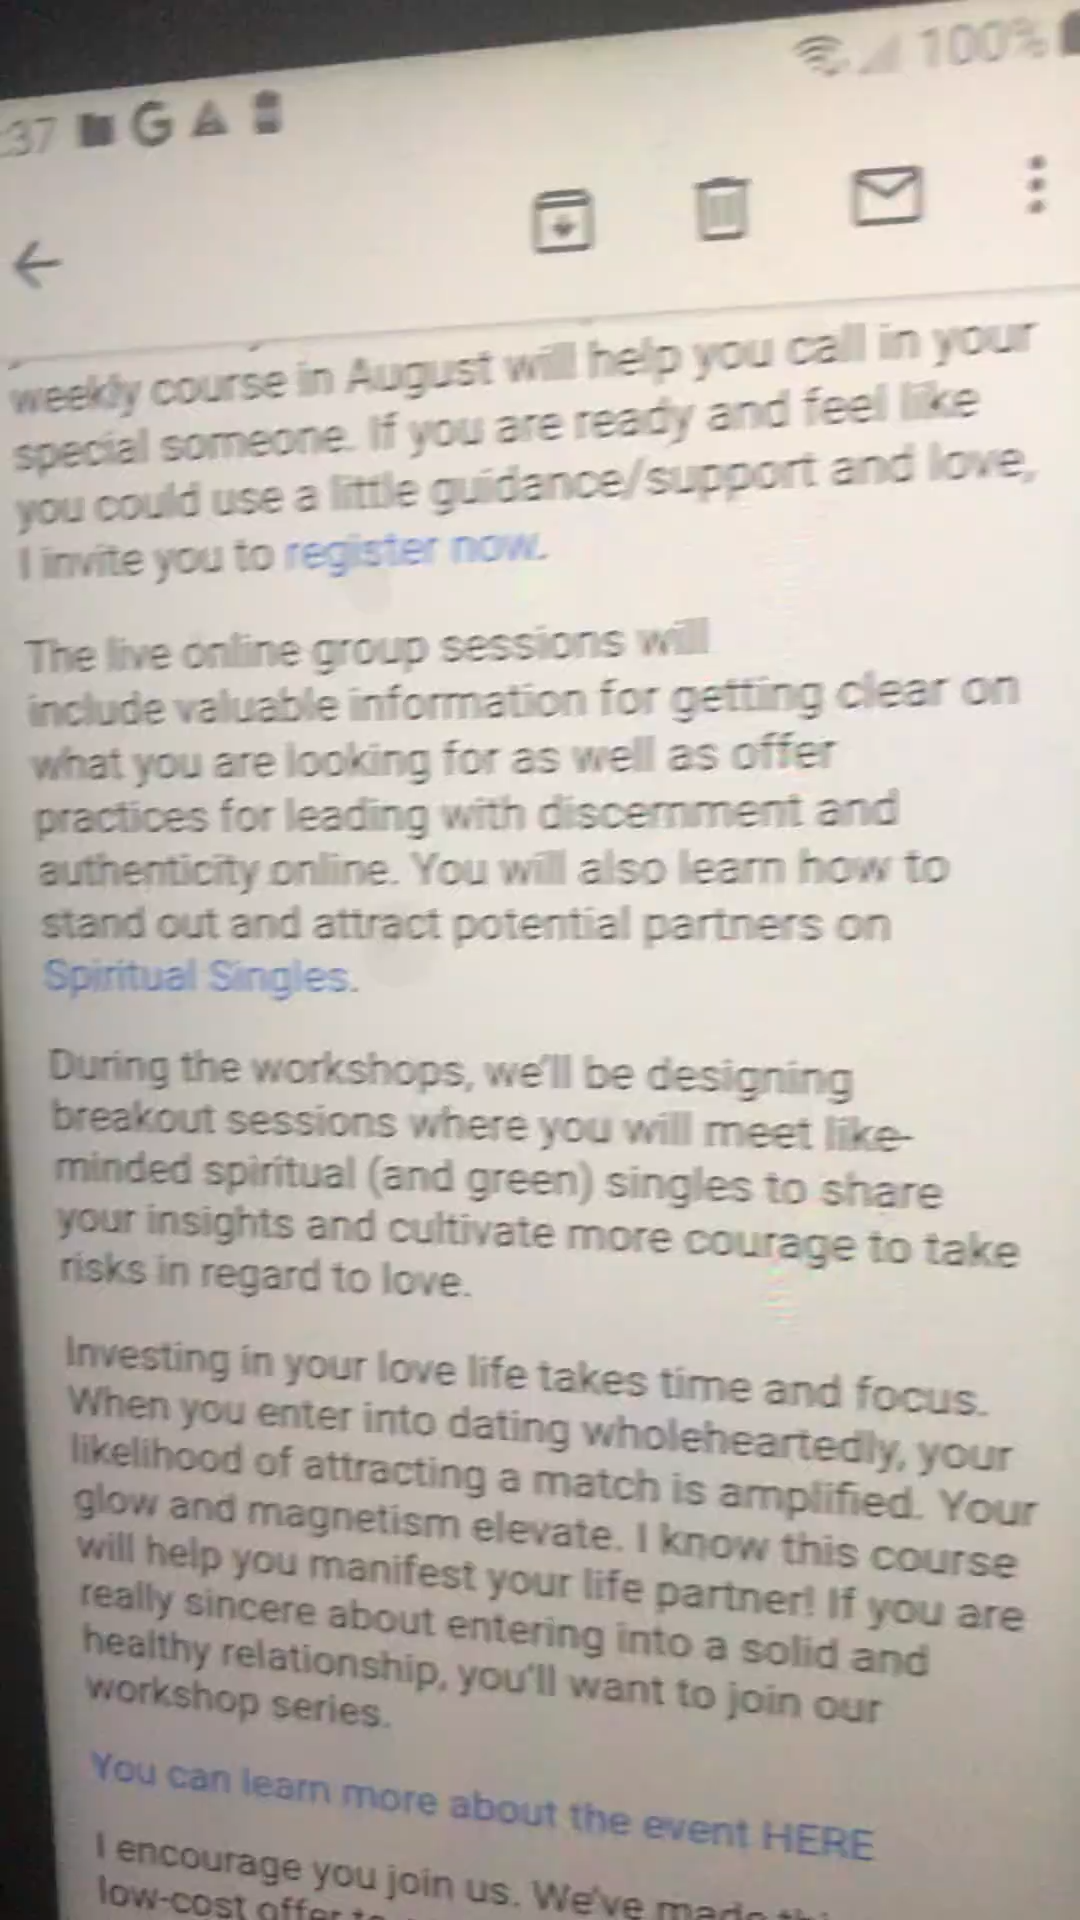 :37 G 100%
weekly course in August will help you call in your
special someone. If you are ready and feel like
you could use a little guidance/support and love,
I invite you to register now.
The live online group sessions will
include valuable information for getting clear on
what you are looking for as well as offer
practices for leading with discernment and
authenticity online. You will also learn how to
stand out and attract potential partners on
Spiritual Singles.
During the workshops, we'll be designing
breakout sessions where you will meet like-
minded spiritual (and green) singles to share
your insights and cultivate more courage to take
risks in regard to love.
Investing in your love life takes time and focus.
When you enter into dating wholeheartedly, your
likelihood of attracting a match is amplified. Your
glow and magnetism elevate. I know this course
will help you manifest your life partner! If you are
really sincere about entering into a solid and
healthy relationship, you'll want to join our
workshop series.
You can learn more about the event HERE
I encourage you join us. We've made
low-cost offer